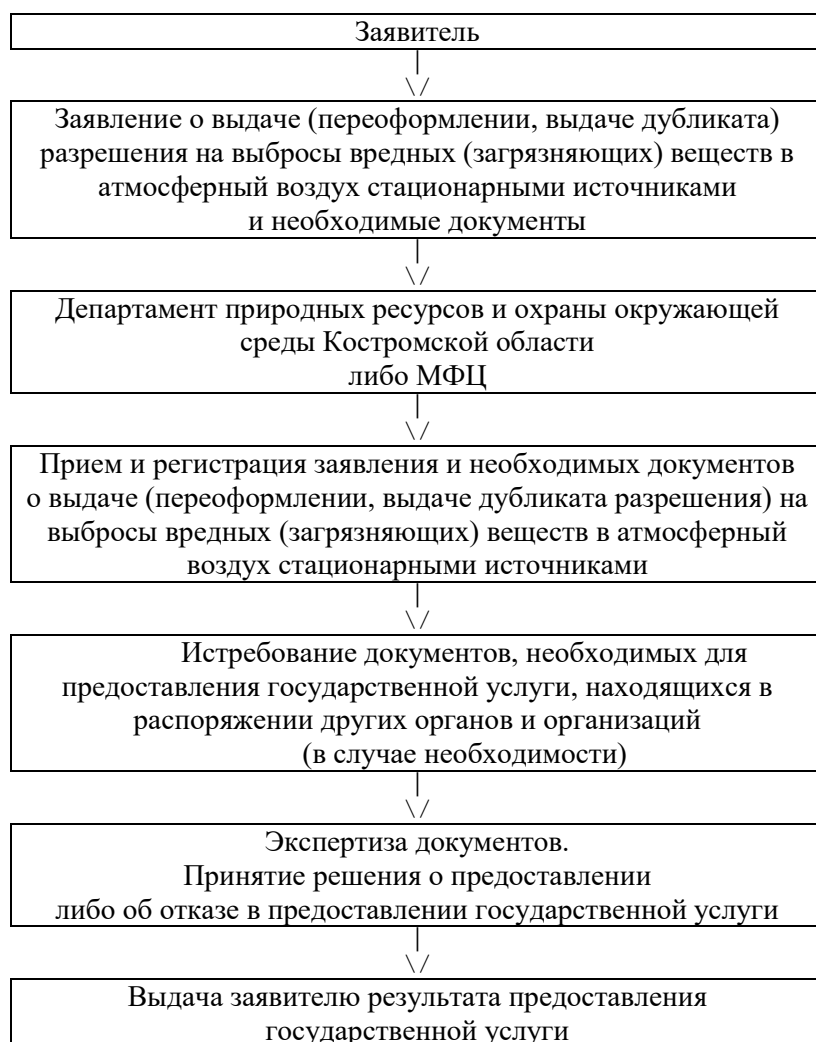 Заявитель
Заявление о выдаче (переоформлении, выдаче дубликата)
разрешения на выбросы вредных (загрязняющих) веществ в
атмосферный воздух стационарными источниками
и необходимые документы
Департамент природных ресурсов и охраны окружающей
среды Костромской области
либо МФЦ
Прием и регистрация заявления и необходимых документов
о выдаче (переоформлении, выдаче дубликата разрешения) на
выбросы вредных (загрязняющих) веществ в атмосферный
воздух стационарными источниками
Истребование документов, необходимых для
предоставления государственной услуги, находящихся в
распоряжении других органов и организаций
(в случае необходимости)
Экспертиза документов.
Принятие решения о предоставлении
либо об отказе в предоставлении государственной услуги
Выдача заявителю результата предоставления
государственной услуги